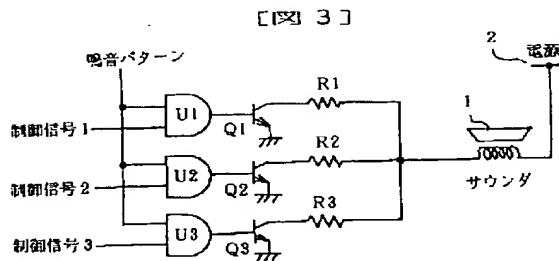 [図 3]
2 電源
鳴音パターン
U1 R1 1
制御信号1 Q1
U2 R2
制御信号2 Q2 サウンダ
U3 R3
制御信号3 Q3